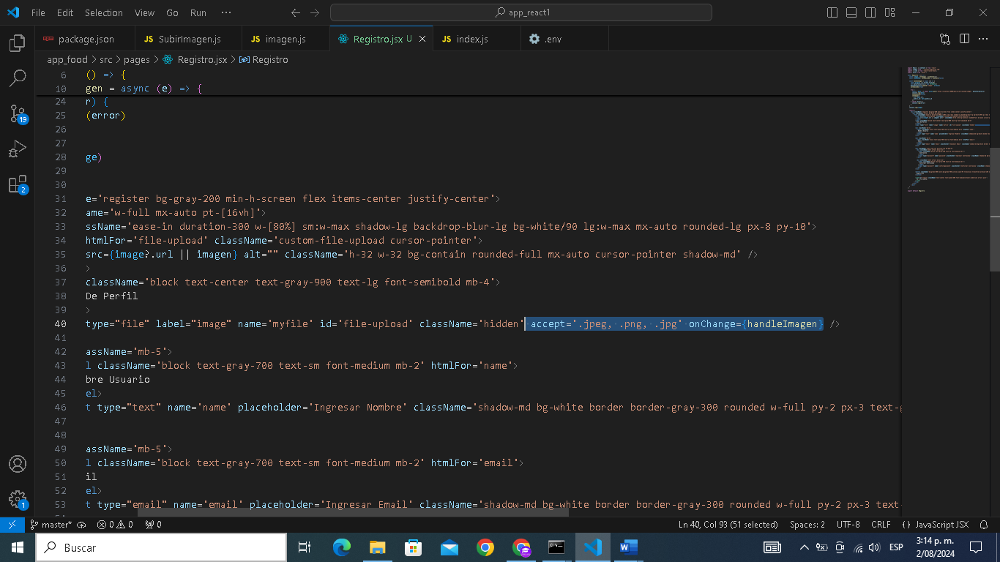 File Edit Selection View Go Run ··· app_react1
package.json JS SubirImagen.js JS imagen.js Registro.jsx U JS index.js .env
app_food > src > pages > Registro.jsx > Registro
6 () => {
10 gen = async (e) => {
24 r) {
25 (error)
26
27
28 ge)
29
30
31 e='register bg-gray-200 min-h-screen flex items-center justify-center'>
32 ame='w-full mx-auto pt-[16vh]'>
33 ssName='ease-in duration-300 w-[80%] sm:w-max shadow-lg backdrop-blur-lg bg-white/90 lg:w-max mx-auto rounded-lg px-8 py-10'>
34 htmlFor='file-upload' className='custom-file-upload cursor-pointer'>
35 src={image?.url || imagen} alt="" className='h-32 w-32 bg-contain rounded-full mx-auto cursor-pointer shadow-md' />
36 >
37 className='block text-center text-gray-900 text-lg font-semibold mb-4'>
38 De Perfil
39 >
40 type="file" label="image" name='myfile' id='file-upload' className='hidden' accept='.jpeg, .png, .jpg' onChange={handleImagen} />
41
42 assName='mb-5'>
43 l className='block text-gray-700 text-sm font-medium mb-2' htmlFor='name'>
44 bre Usuario
45 el>
46 t type="text" name='name' placeholder='Ingresar Nombre' className='shadow-md bg-white border border-gray-300 rounded w-full py-2 px-3 text-g
47
48
49 assName='mb-5'>
50 l className='block text-gray-700 text-sm font-medium mb-2' htmlFor='email'>
51 il
52 el>
53 t type="email" name='email' placeholder='Ingresar Email' className='shadow-md bg-white border border-gray-300 rounded w-full py-2 px-3 text-
19
2
1
master* 0 0 0 Ln 40, Col 93 (51 selected) Spaces: 2 UTF-8 CRLF {} JavaScript JSX
Buscar ESP 3:14 p. m.
2/08/2024